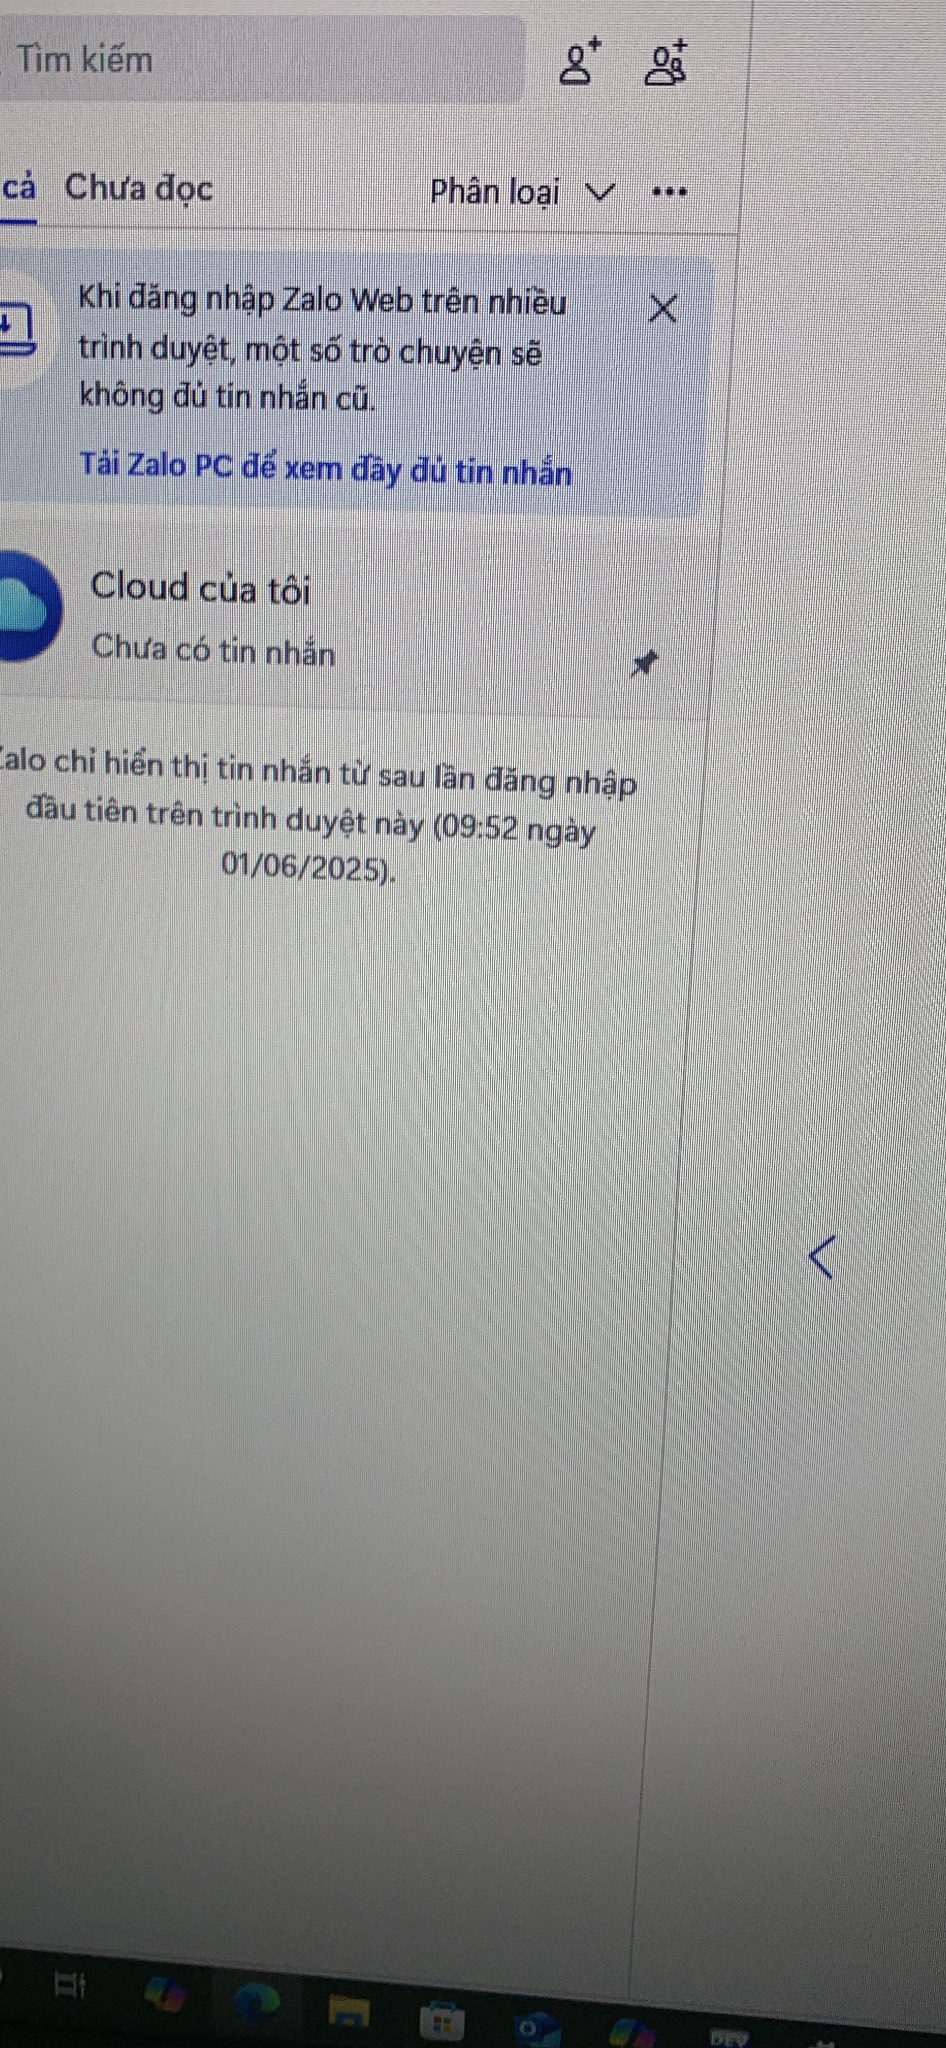 Tìm kiếm
cả Chưa đọc Phân loại
Khi đăng nhập Zalo Web trên nhiều
trình duyệt, một số trò chuyện sẽ
không đủ tin nhắn cũ.
Tải Zalo PC để xem đầy đủ tin nhắn
Cloud của tôi
Chưa có tin nhắn
Zalo chỉ hiển thị tin nhắn từ sau lần đăng nhập
đầu tiên trên trình duyệt này (09:52 ngày
01/06/2025).
DEV